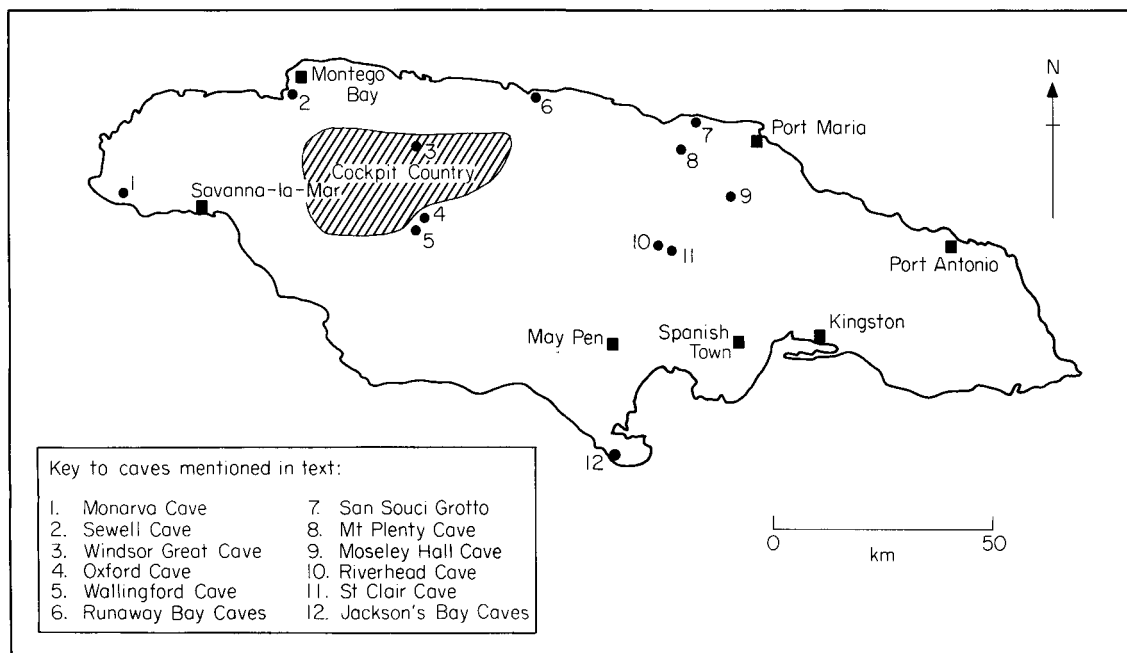 N
Montego
Bay
2
6
7
Port Maria
3
8
Cockpit Country
1
Savanna-la-Mar
9
4
5
10
11
Port Antonio
May Pen
Spanish
Town
Kingston
12
Key to caves mentioned in text:
1. Monarva Cave
2. Sewell Cave
3. Windsor Great Cave
4. Oxford Cave
5. Wallingford Cave
6. Runaway Bay Caves
7. San Souci Grotto
8. Mt Plenty Cave
9. Moseley Hall Cave
10. Riverhead Cave
11. St Clair Cave
12. Jackson's Bay Caves
0 50
km